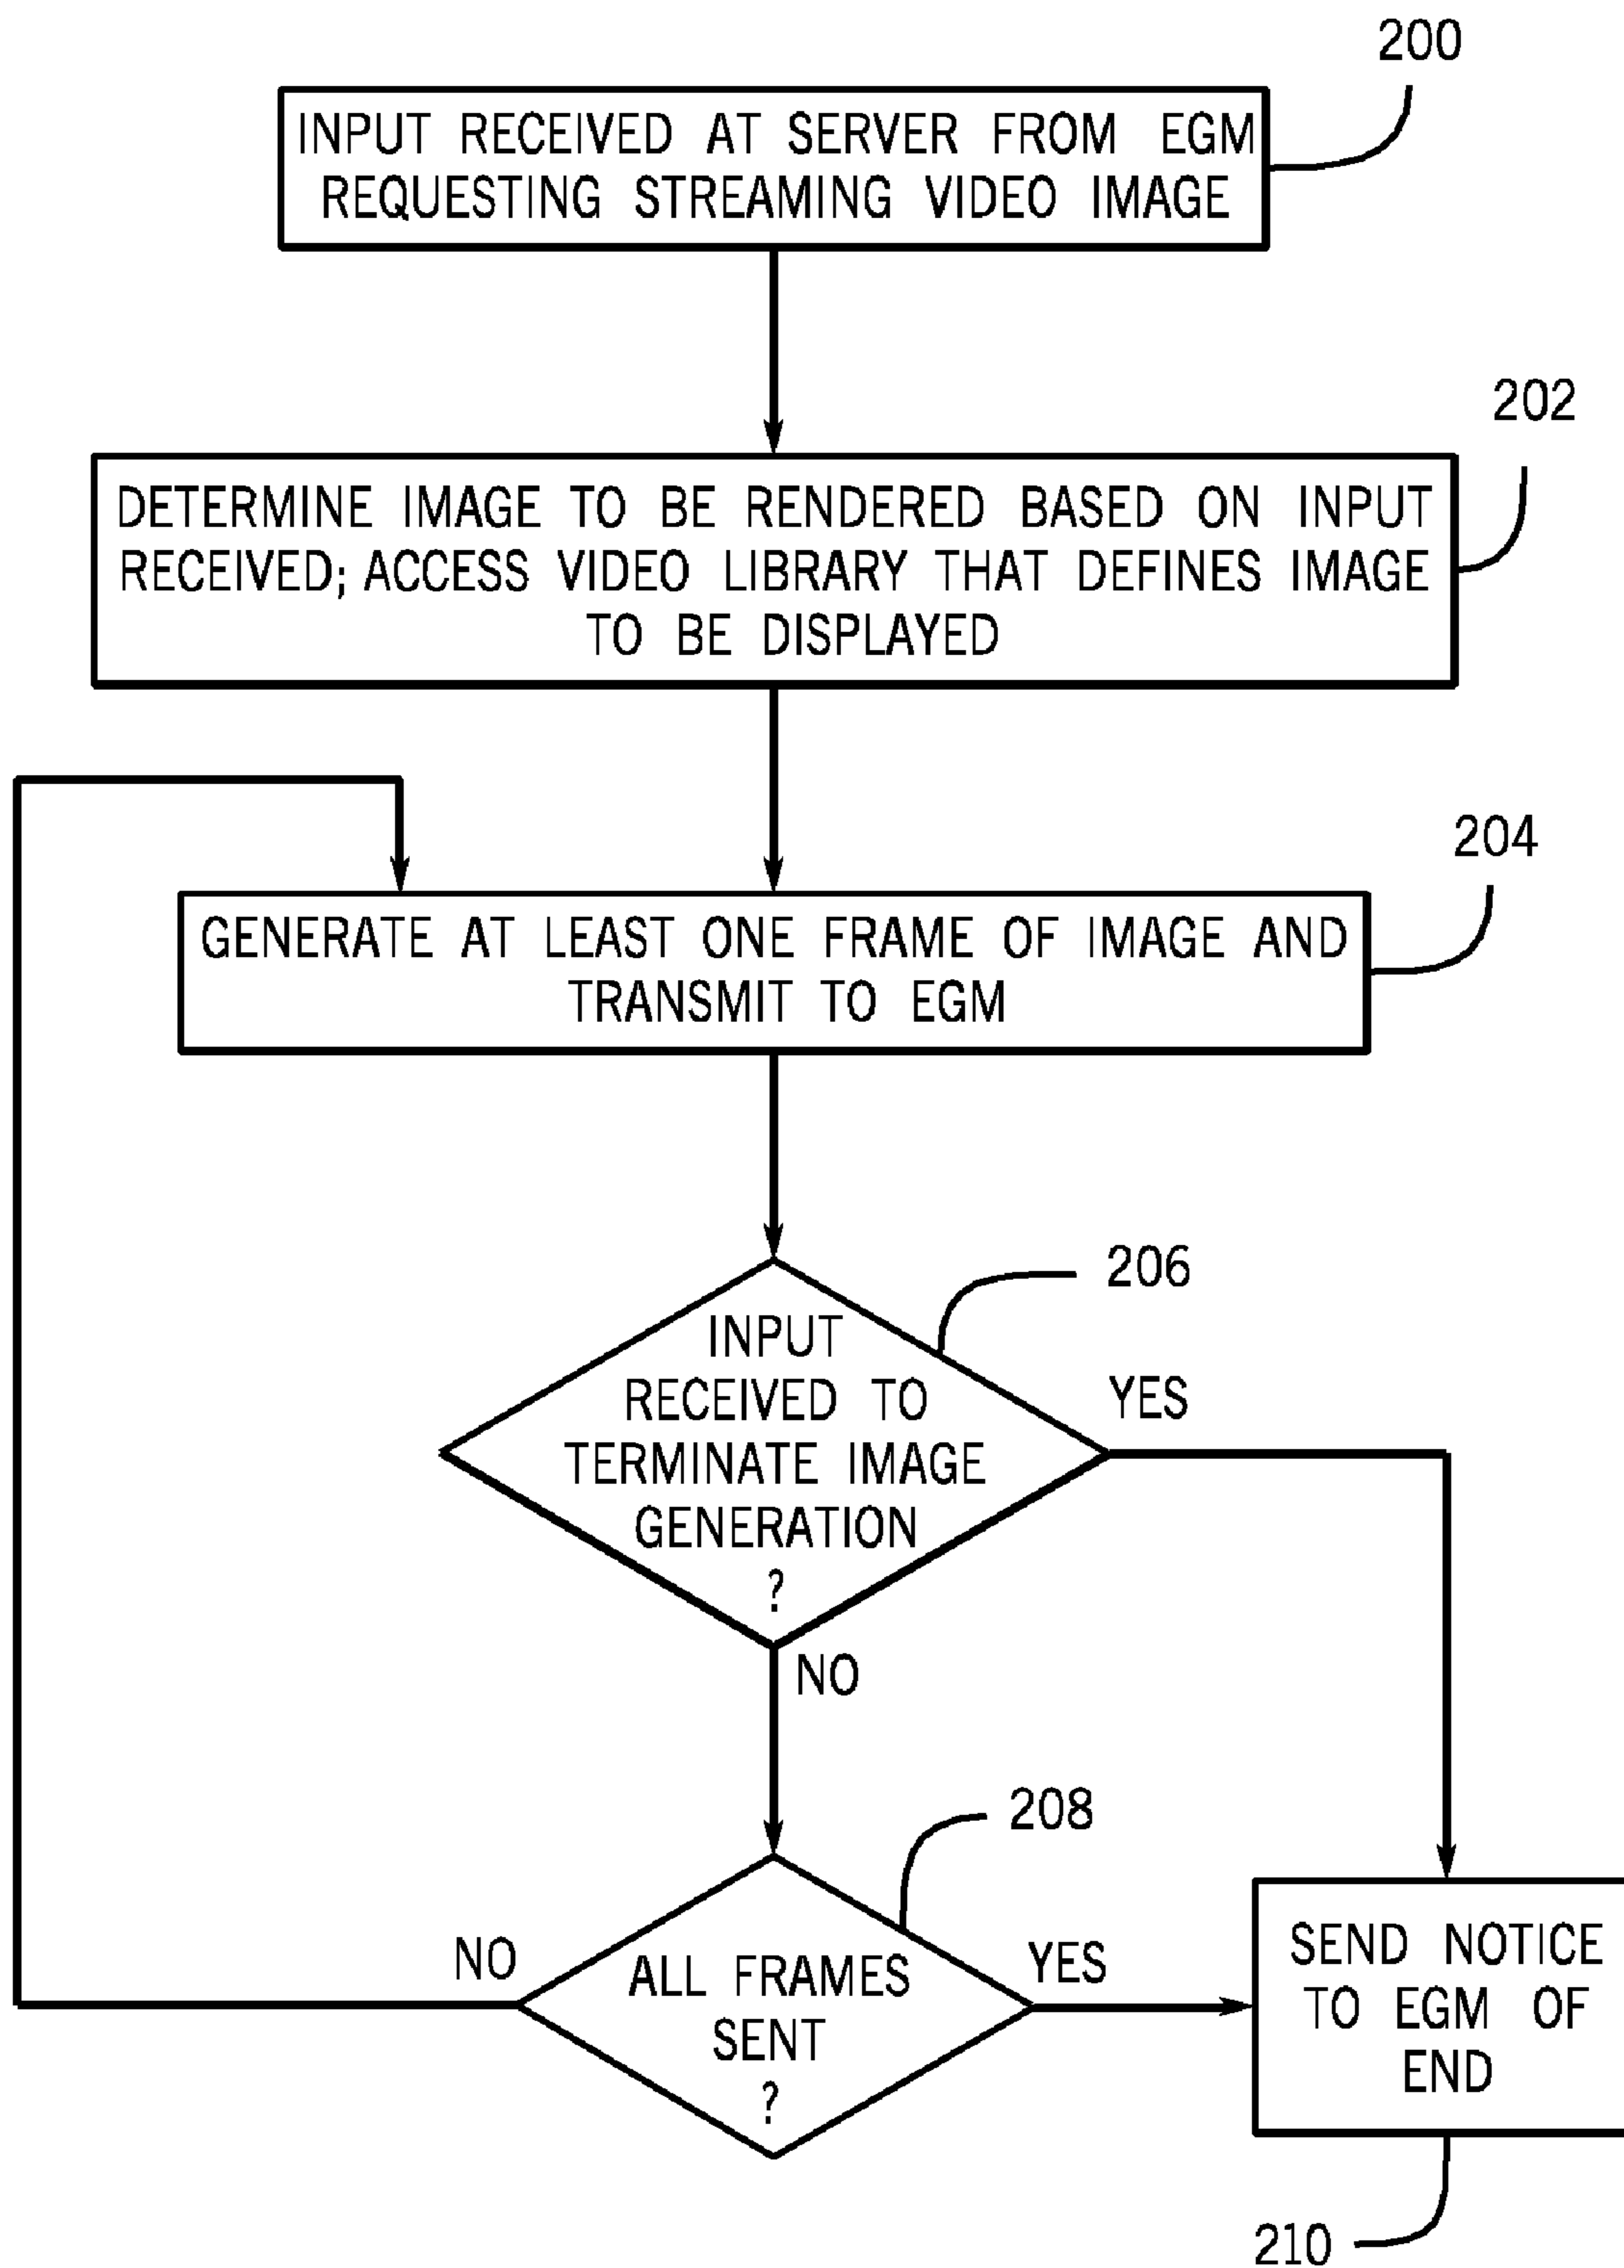 200
INPUT RECEIVED AT SERVER FROM EGM
REQUESTING STREAMING VIDEO IMAGE
202
DETERMINE IMAGE TO BE RENDERED BASED ON INPUT
RECEIVED; ACCESS VIDEO LIBRARY THAT DEFINES IMAGE
TO BE DISPLAYED
204
GENERATE AT LEAST ONE FRAME OF IMAGE AND
TRANSMIT TO EGM
206
INPUT
RECEIVED TO
TERMINATE IMAGE
GENERATION
?
YES
NO
208
ALL FRAMES
SENT
?
NO
YES
SEND NOTICE
TO EGM OF
END
210